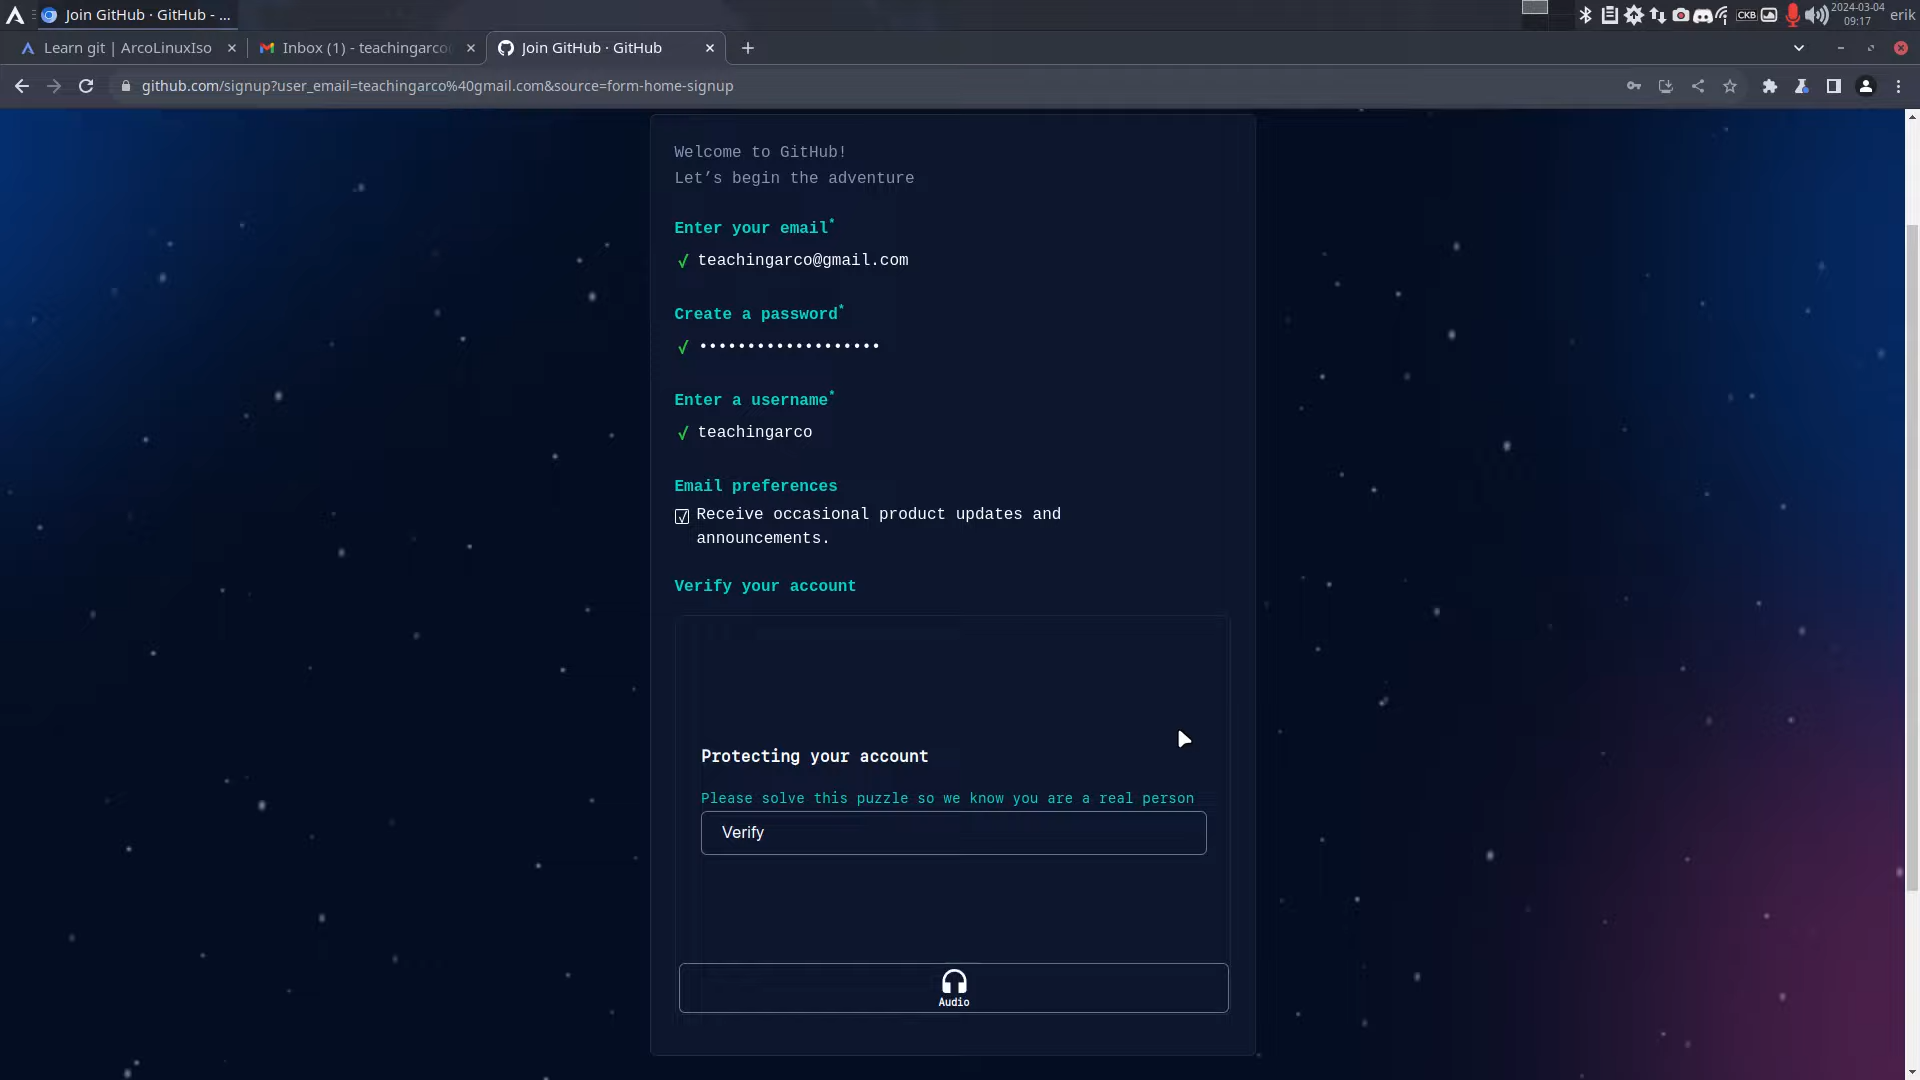 Join GitHub · GitHub - ...
CKB
2024-03-04
09:17
erik
Learn git | ArcoLinuxIso
Inbox (1) - teachingarco
Join GitHub · GitHub
github.com/signup?user_email=teachingarco%40gmail.com&source=form-home-signup
Welcome to GitHub!
Let’s begin the adventure
Enter your email*
✓ teachingarco@gmail.com
Create a password*
✓ •••••••••••••••••••
Enter a username*
✓ teachingarco
Email preferences
Receive occasional product updates and
announcements.
Verify your account
Protecting your account
Please solve this puzzle so we know you are a real person
Verify
Audio